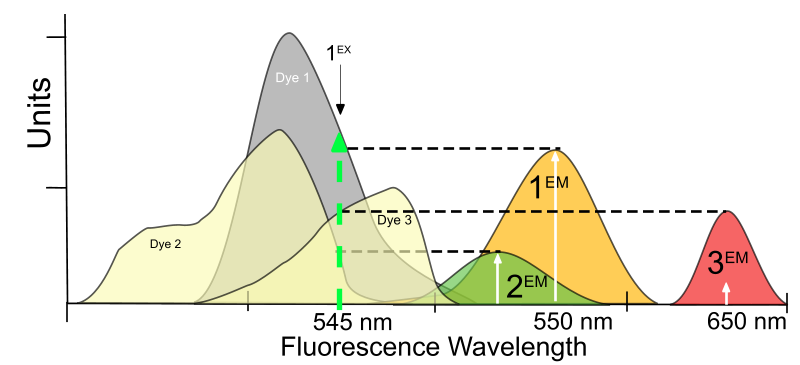 1EX
Dye 1
Units
1EM
Dye 3
Dye 2
3EM
2EM
545 nm
550 nm
650 nm
Fluorescence Wavelength